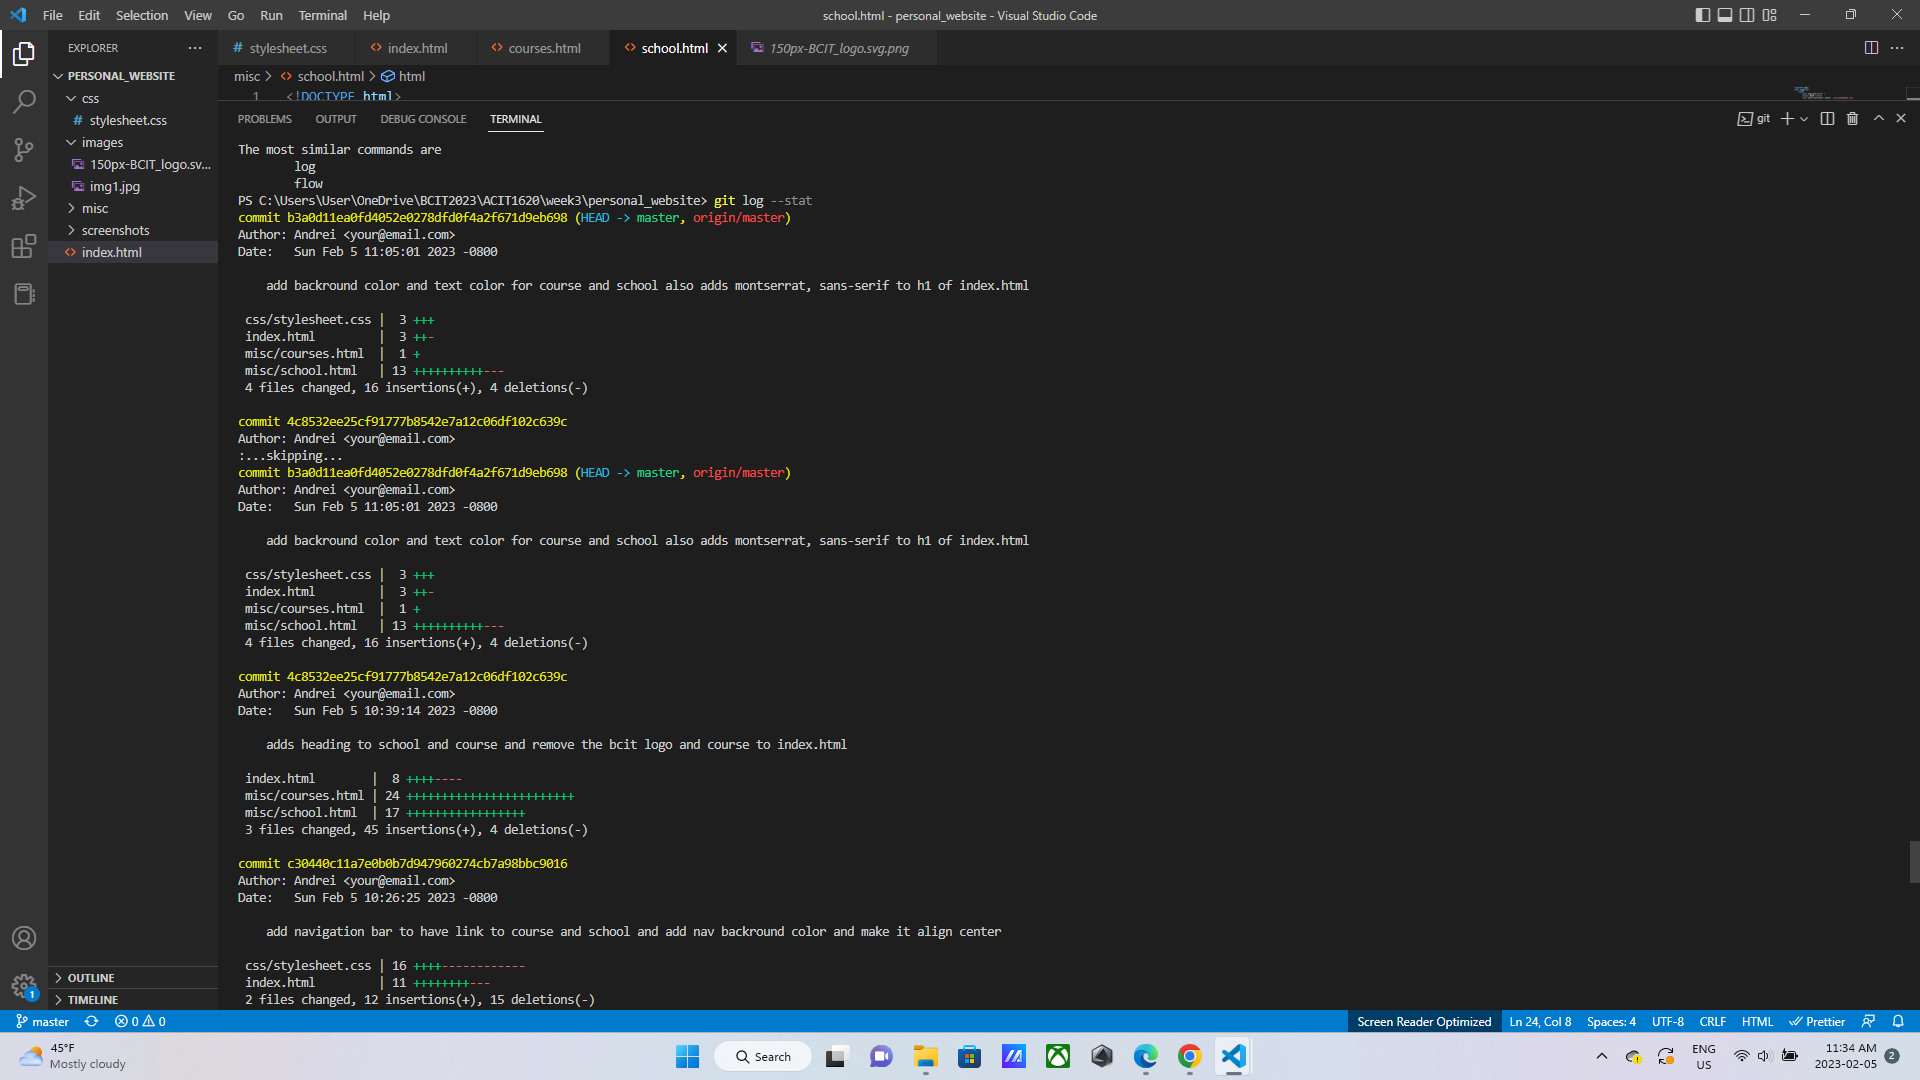 File Edit Selection View Go Run Terminal Help
school.html - personal_website - Visual Studio Code
EXPLORER
stylesheet.css
index.html
courses.html
school.html
150px-BCIT_logo.svg.png
PERSONAL_WEBSITE
css
stylesheet.css
images
150px-BCIT_logo.sv...
img1.jpg
misc
screenshots
index.html
OUTLINE
TIMELINE
misc > school.html > html
1 <!DOCTYPE html>
PROBLEMS OUTPUT DEBUG CONSOLE TERMINAL
git
The most similar commands are
log
flow
PS C:\Users\User\OneDrive\BCIT2023\ACIT1620\week3\personal_website> git log --stat
commit b3a0d11ea0fd4052e0278dfd0f4a2f671d9eb698 (HEAD -> master, origin/master)
Author: Andrei <your@email.com>
Date: Sun Feb 5 11:05:01 2023 -0800
add backround color and text color for course and school also adds montserrat, sans-serif to h1 of index.html
css/stylesheet.css | 3 +++
index.html | 3 ++-
misc/courses.html | 1 +
misc/school.html | 13 ++++++++++---
4 files changed, 16 insertions(+), 4 deletions(-)
commit 4c8532ee25cf91777b8542e7a12c06df102c639c
Author: Andrei <your@email.com>
:...skipping...
commit b3a0d11ea0fd4052e0278dfd0f4a2f671d9eb698 (HEAD -> master, origin/master)
Author: Andrei <your@email.com>
Date: Sun Feb 5 11:05:01 2023 -0800
add backround color and text color for course and school also adds montserrat, sans-serif to h1 of index.html
css/stylesheet.css | 3 +++
index.html | 3 ++-
misc/courses.html | 1 +
misc/school.html | 13 ++++++++++---
4 files changed, 16 insertions(+), 4 deletions(-)
commit 4c8532ee25cf91777b8542e7a12c06df102c639c
Author: Andrei <your@email.com>
Date: Sun Feb 5 10:39:14 2023 -0800
adds heading to school and course and remove the bcit logo and course to index.html
index.html | 8 ++++----
misc/courses.html | 24 ++++++++++++++++++++++++
misc/school.html | 17 +++++++++++++++++
3 files changed, 45 insertions(+), 4 deletions(-)
commit c30440c11a7e0b0b7d947960274cb7a98bbc9016
Author: Andrei <your@email.com>
Date: Sun Feb 5 10:26:25 2023 -0800
add navigation bar to have link to course and school and add nav backround color and make it align center
css/stylesheet.css | 16 ++++------------
index.html | 11 ++++++++---
2 files changed, 12 insertions(+), 15 deletions(-)
1
master 0 0
Screen Reader Optimized Ln 24, Col 8 Spaces: 4 UTF-8 CRLF HTML Prettier
45°F
Mostly cloudy
Search
ENG
US
11:34 AM
2023-02-05
2